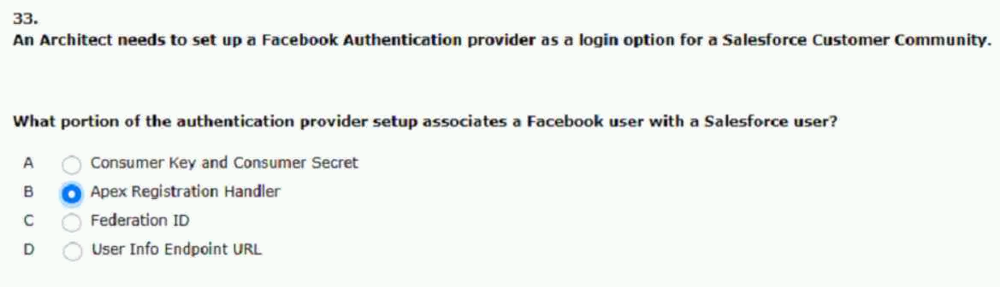 33.
An Architect needs to set up a Facebook Authentication provider as a login option for a Salesforce Customer Community.
What portion of the authentication provider setup associates a Facebook user with a Salesforce user?
A Consumer Key and Consumer Secret
B Apex Registration Handler
C Federation ID
D User Info Endpoint URL